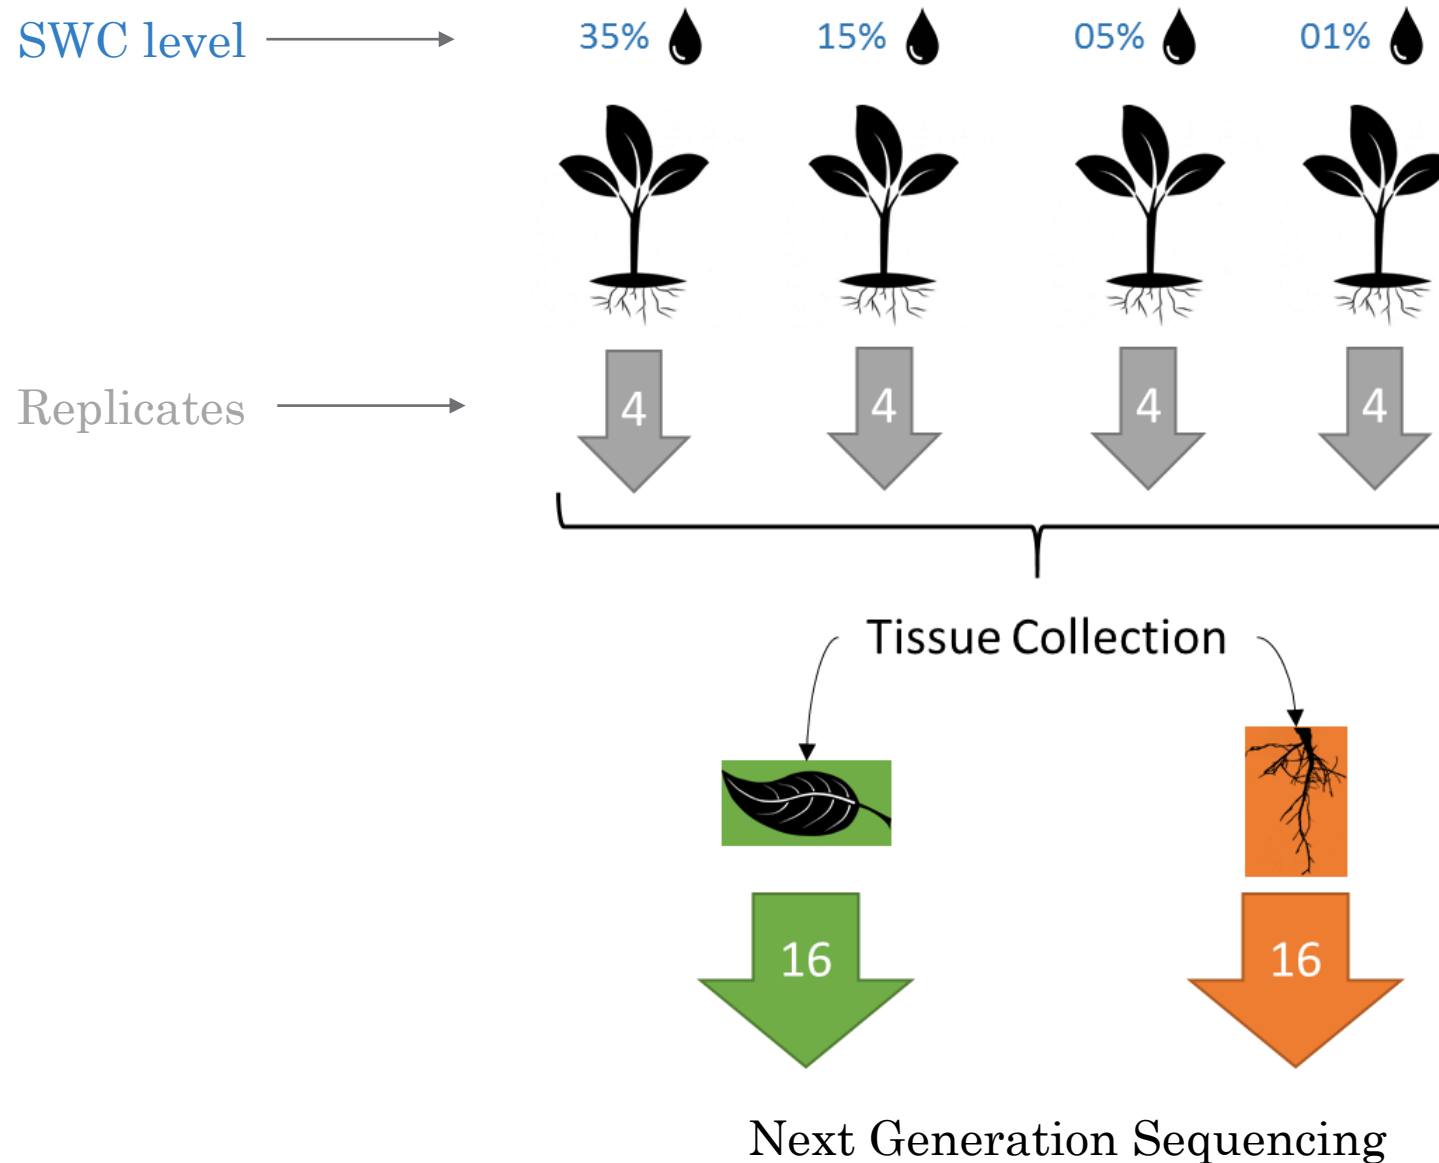 SWC level 35% 15% 05% 01%
Replicates 4 4 4 4
Tissue Collection
16 16
Next Generation Sequencing